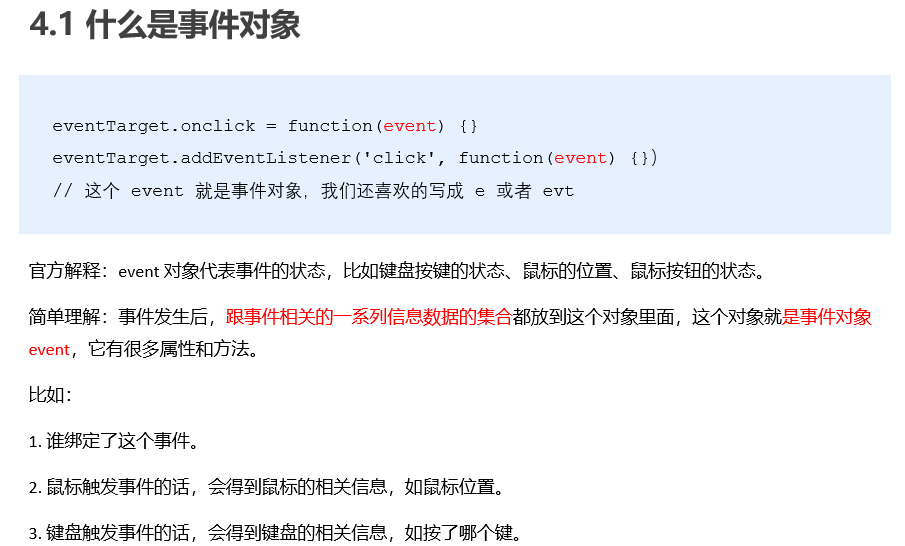 4.1 什么是事件对象
eventTarget.onclick = function(event) {}
eventTarget.addEventListener('click', function(event) {})
// 这个 event 就是事件对象，我们还喜欢的写成 e 或者 evt
官方解释：event 对象代表事件的状态，比如键盘按键的状态、鼠标的位置、鼠标按钮的状态。
简单理解：事件发生后，跟事件相关的一系列信息数据的集合都放到这个对象里面，这个对象就是事件对象
event，它有很多属性和方法。
比如：
1. 谁绑定了这个事件。
2. 鼠标触发事件的话，会得到鼠标的相关信息，如鼠标位置。
3. 键盘触发事件的话，会得到键盘的相关信息，如按了哪个键。